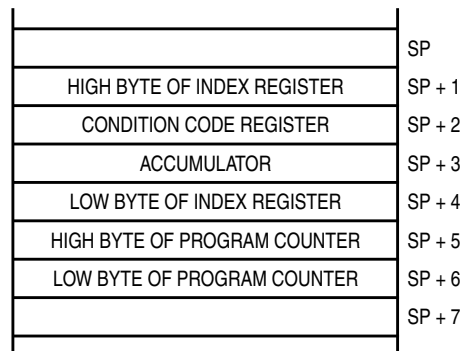 SP
HIGH BYTE OF INDEX REGISTER SP + 1
CONDITION CODE REGISTER SP + 2
ACCUMULATOR SP + 3
LOW BYTE OF INDEX REGISTER SP + 4
HIGH BYTE OF PROGRAM COUNTER SP + 5
LOW BYTE OF PROGRAM COUNTER SP + 6
SP + 7